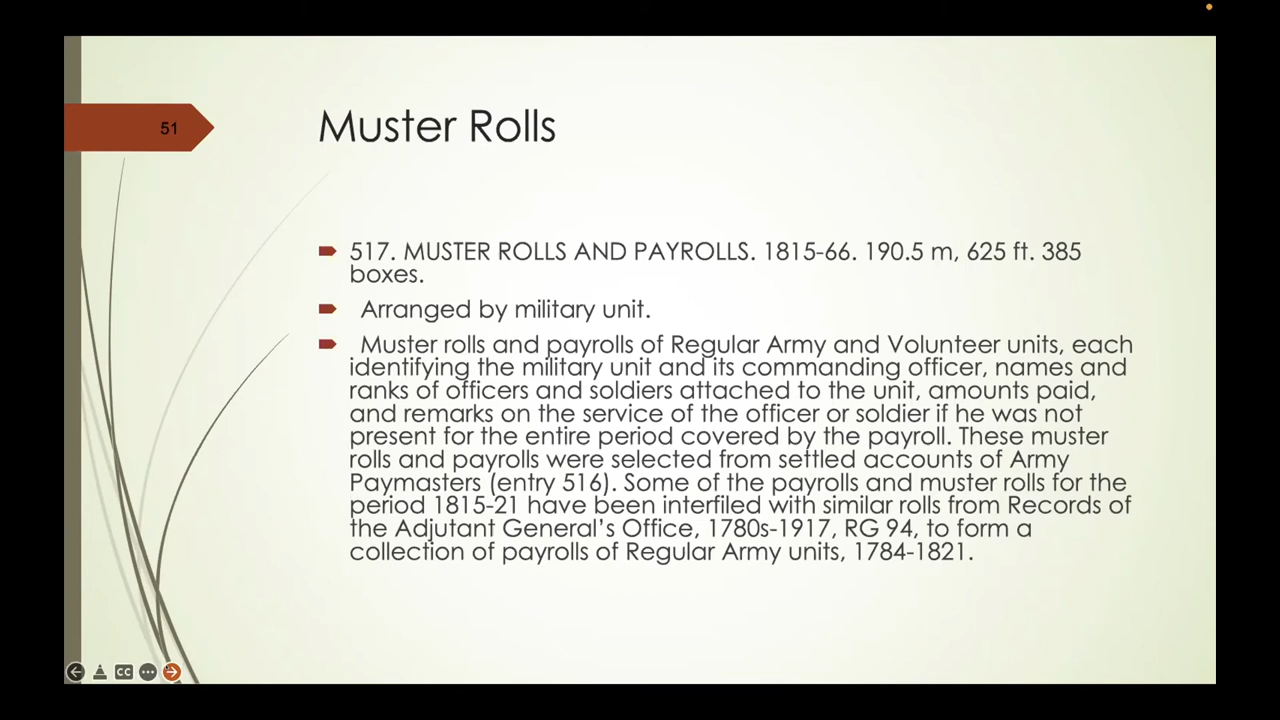 51
Muster Rolls
517. MUSTER ROLLS AND PAYROLLS. 1815-66. 190.5 m, 625 ft. 385
boxes.
Arranged by military unit.
Muster rolls and payrolls of Regular Army and Volunteer units, each
identifying the military unit and its commanding officer, names and
ranks of officers and soldiers attached to the unit, amounts paid,
and remarks on the service of the officer or soldier if he was not
present for the entire period covered by the payroll. These muster
rolls and payrolls were selected from settled accounts of Army
Paymasters (entry 516). Some of the payrolls and muster rolls for the
period 1815-21 have been interfiled with similar rolls from Records of
the Adjutant General’s Office, 1780s-1917, RG 94, to form a
collection of payrolls of Regular Army units, 1784-1821.
CC